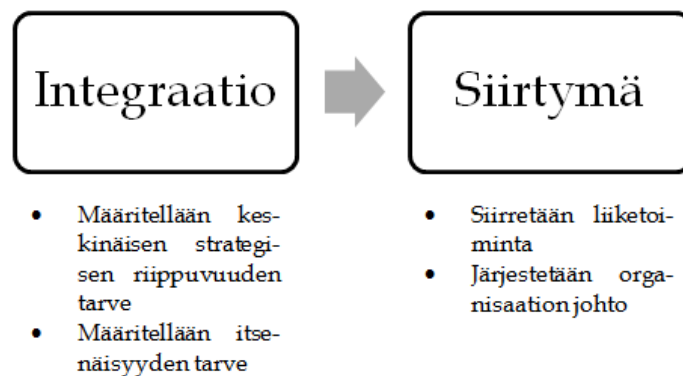 Integraatio
Siirtymä
• Määritellään kes-
kinäisen strategi-
sen riippuvuuden
tarve
• Määritellään itse-
näisyyden tarve
• Siirretään liiketoi-
minta
• Järjestetään orga-
nisaation johto